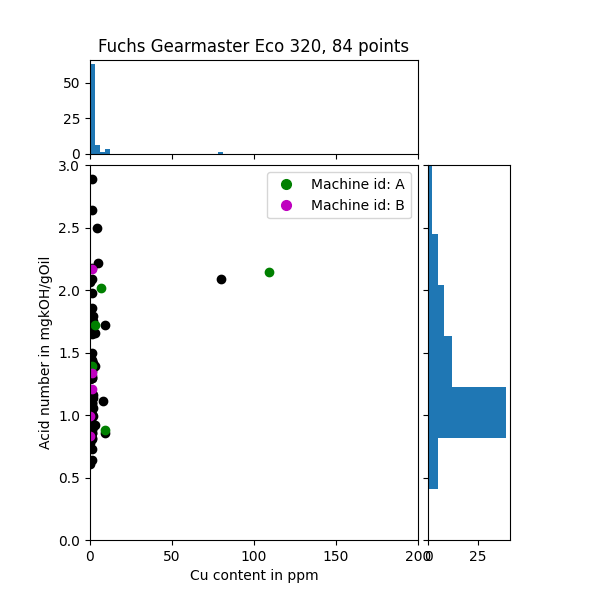 Fuchs Gearmaster Eco 320, 84 points
50
25
0
3.0
2.5
2.0
1.5
1.0
0.5
0.0
Acid number in mgkOH/gOil
Machine id: A
Machine id: B
0 50 100 150 200
0 25
Cu content in ppm